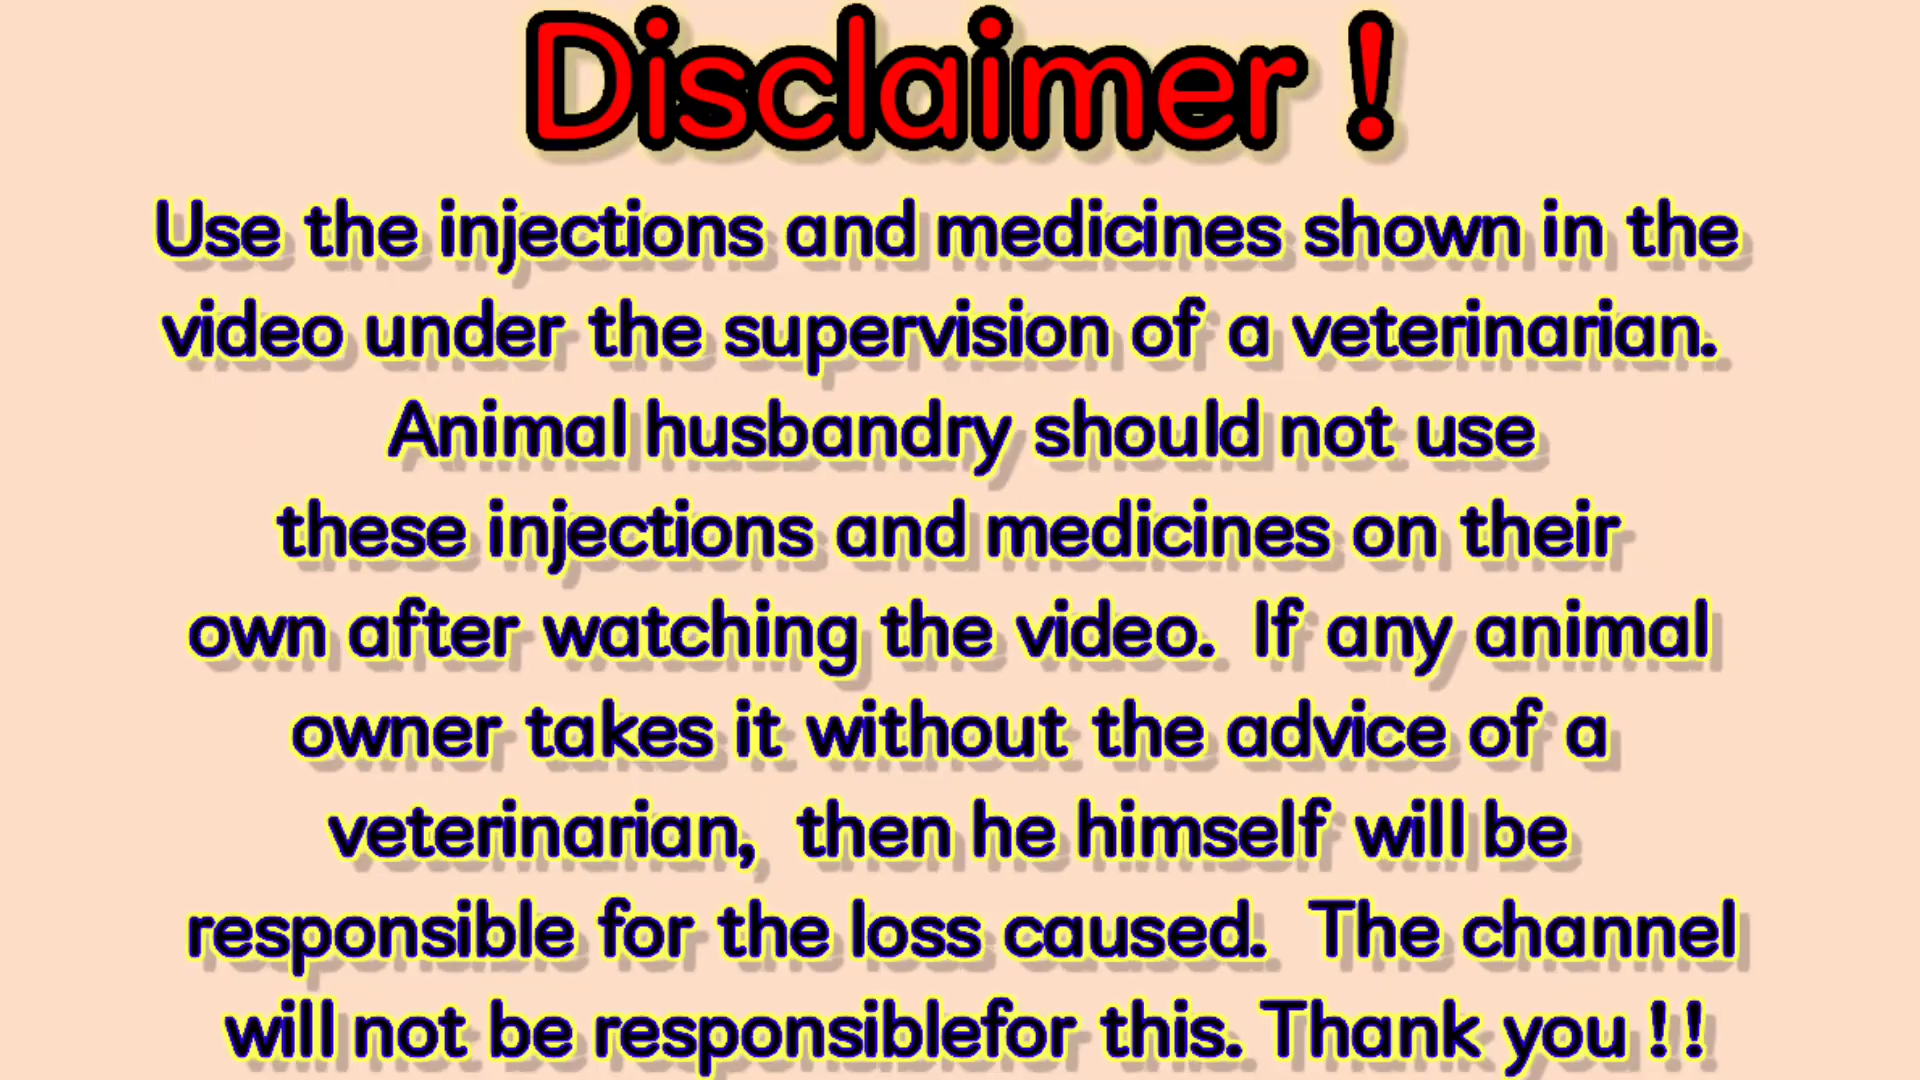 Disclaimer !
Use the injections and medicines shown in the
video under the supervision of a veterinarian.
Animal husbandry should not use
these injections and medicines on their
own after watching the video. If any animal
owner takes it without the advice of a
veterinarian, then he himself will be
responsible for the loss caused. The channel
will not be responsiblefor this. Thank you !!